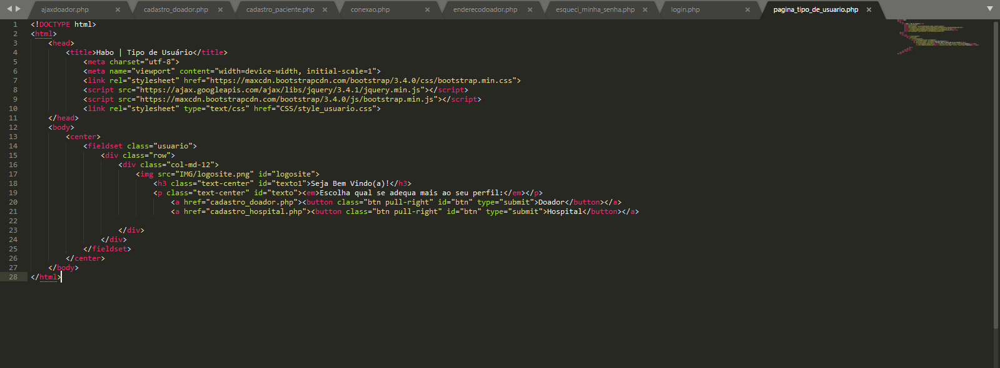 ajaxdoador.php cadastro_doador.php cadastro_paciente.php conexao.php enderecodoador.php esqueci_minha_senha.php login.php pagina_tipo_de_usuario.php
1 <!DOCTYPE html>
2 <html>
3 <head>
4 <title>Habo | Tipo de Usuário</title>
5 <meta charset="utf-8">
6 <meta name="viewport" content="width=device-width, initial-scale=1">
7 <link rel="stylesheet" href="https://maxcdn.bootstrapcdn.com/bootstrap/3.4.0/css/bootstrap.min.css">
8 <script src="https://ajax.googleapis.com/ajax/libs/jquery/3.4.1/jquery.min.js"></script>
9 <script src="https://maxcdn.bootstrapcdn.com/bootstrap/3.4.0/js/bootstrap.min.js"></script>
10 <link rel="stylesheet" type="text/css" href="CSS/style_usuario.css">
11 </head>
12 <body>
13 <center>
14 <fieldset class="usuario">
15 <div class="row">
16 <div class="col-md-12">
17 <img src="IMG/logosite.png" id="logosite">
18 <h3 class="text-center" id="texto1">Seja Bem Vindo(a)!</h3>
19 <p class="text-center" id="texto"><em>Escolha qual se adequa mais ao seu perfil:</em></p>
20 <a href="cadastro_doador.php"><button class="btn pull-right" id="btn" type="submit">Doador</button></a>
21 <a href="cadastro_hospital.php"><button class="btn pull-right" id="btn" type="submit">Hospital</button></a>
22
23 </div>
24 </div>
25 </fieldset>
26 </center>
27 </body>
28 </html>